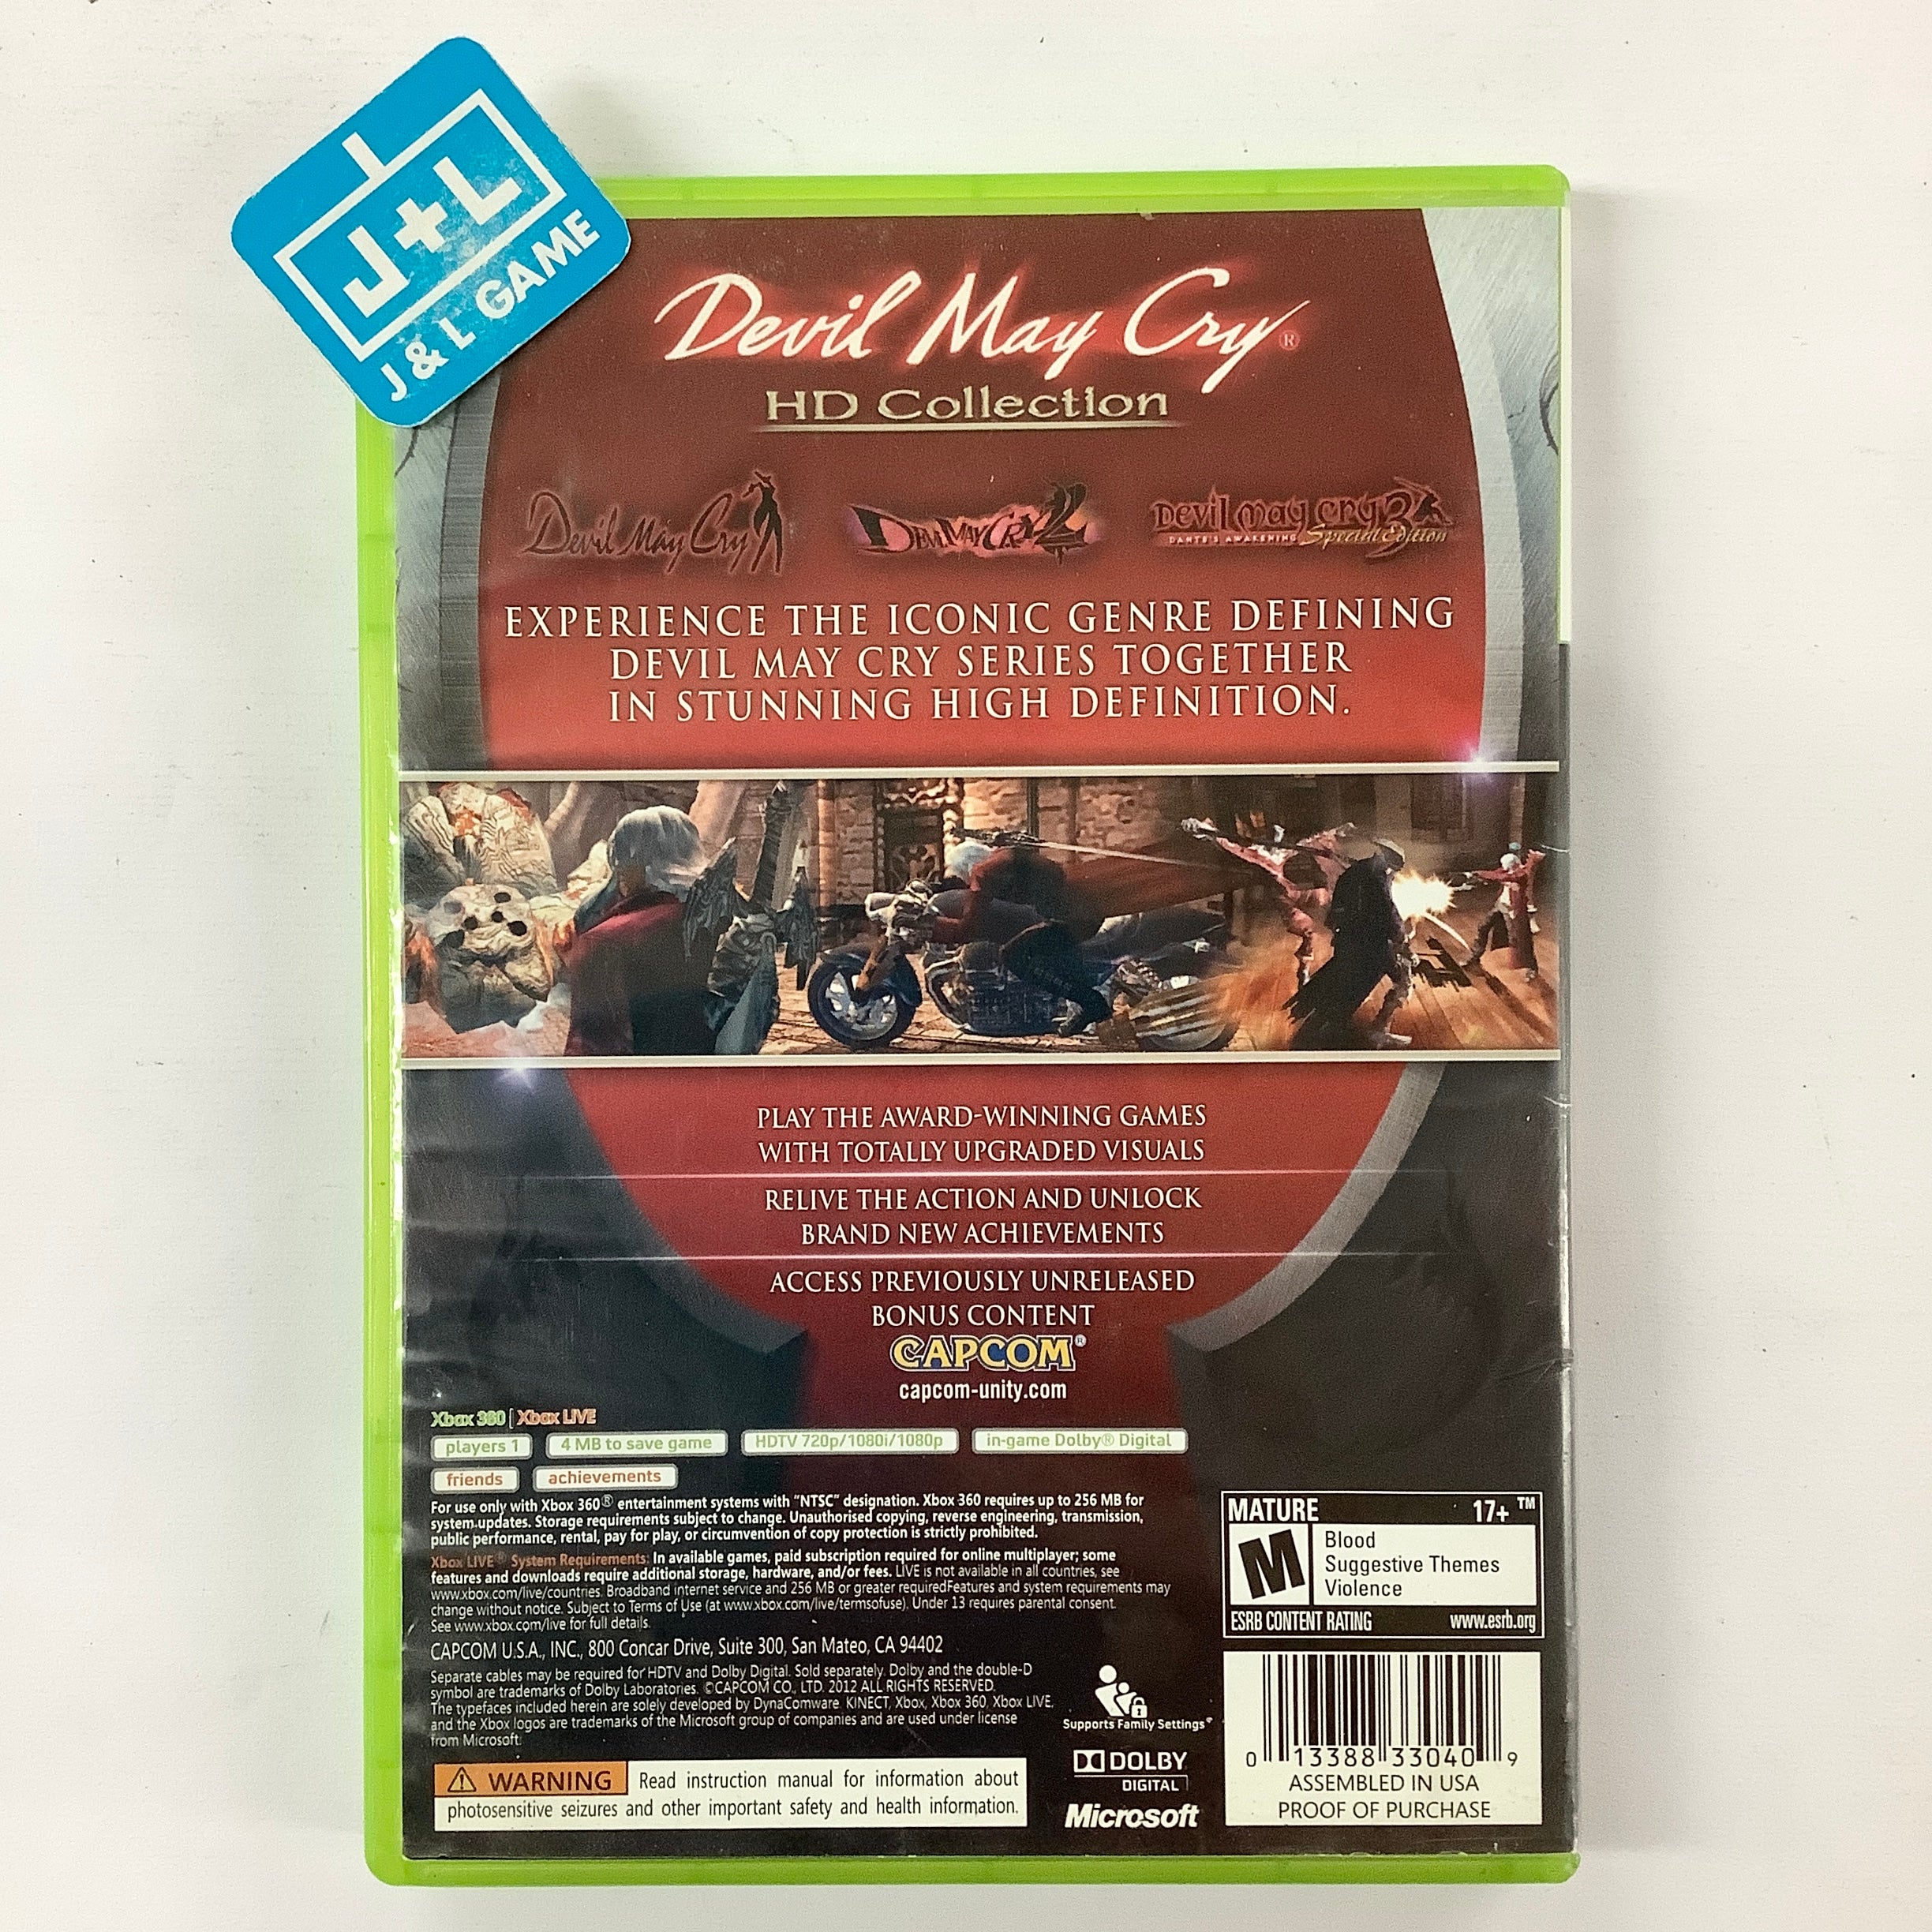 J+L
J & L GAME
Devil May Cry®
HD Collection
Devil May Cry
DEVIL MAY CRY 2
Devil may cry 3
DANTE'S AWAKENING Special Edition
EXPERIENCE THE ICONIC GENRE DEFINING
DEVIL MAY CRY SERIES TOGETHER
IN STUNNING HIGH DEFINITION.
PLAY THE AWARD-WINNING GAMES
WITH TOTALLY UPGRADED VISUALS
RELIVE THE ACTION AND UNLOCK
BRAND NEW ACHIEVEMENTS
ACCESS PREVIOUSLY UNRELEASED
BONUS CONTENT
CAPCOM®
capcom-unity.com
Xbox 360 | Xbox LIVE
players 1 4 MB to save game HDTV 720p/1080i/1080p in-game Dolby® Digital
friends achievements
For use only with Xbox 360® entertainment systems with "NTSC" designation. Xbox 360 requires up to 256 MB for
system updates. Storage requirements subject to change. Unauthorised copying, reverse engineering, transmission,
public performance, rental, pay for play, or circumvention of copy protection is strictly prohibited.
Xbox LIVE® System Requirements: In available games, paid subscription required for online multiplayer; some
features and downloads require additional storage, hardware, and/or fees. LIVE is not available in all countries, see
www.xbox.com/live/countries. Broadband internet service and 256 MB or greater requiredFeatures and system requirements may
change without notice. Subject to Terms of Use (at www.xbox.com/live/termsofuse). Under 13 requires parental consent.
See www.xbox.com/live for full details.
CAPCOM U.S.A., INC., 800 Concar Drive, Suite 300, San Mateo, CA 94402
Separate cables may be required for HDTV and Dolby Digital. Sold separately. Dolby and the double-D
symbol are trademarks of Dolby Laboratories. ©CAPCOM CO., LTD. 2012 ALL RIGHTS RESERVED.
The typefaces included herein are solely developed by DynaComware. KINECT, Xbox, Xbox 360, Xbox LIVE,
and the Xbox logos are trademarks of the Microsoft group of companies and are used under license
from Microsoft.
WARNING Read instruction manual for information about
photosensitive seizures and other important safety and health information.
Supports Family Settings*
DOLBY
DIGITAL
Microsoft
MATURE 17+ ™
M
Blood
Suggestive Themes
Violence
ESRB CONTENT RATING www.esrb.org
0 13388 33040 9
ASSEMBLED IN USA
PROOF OF PURCHASE